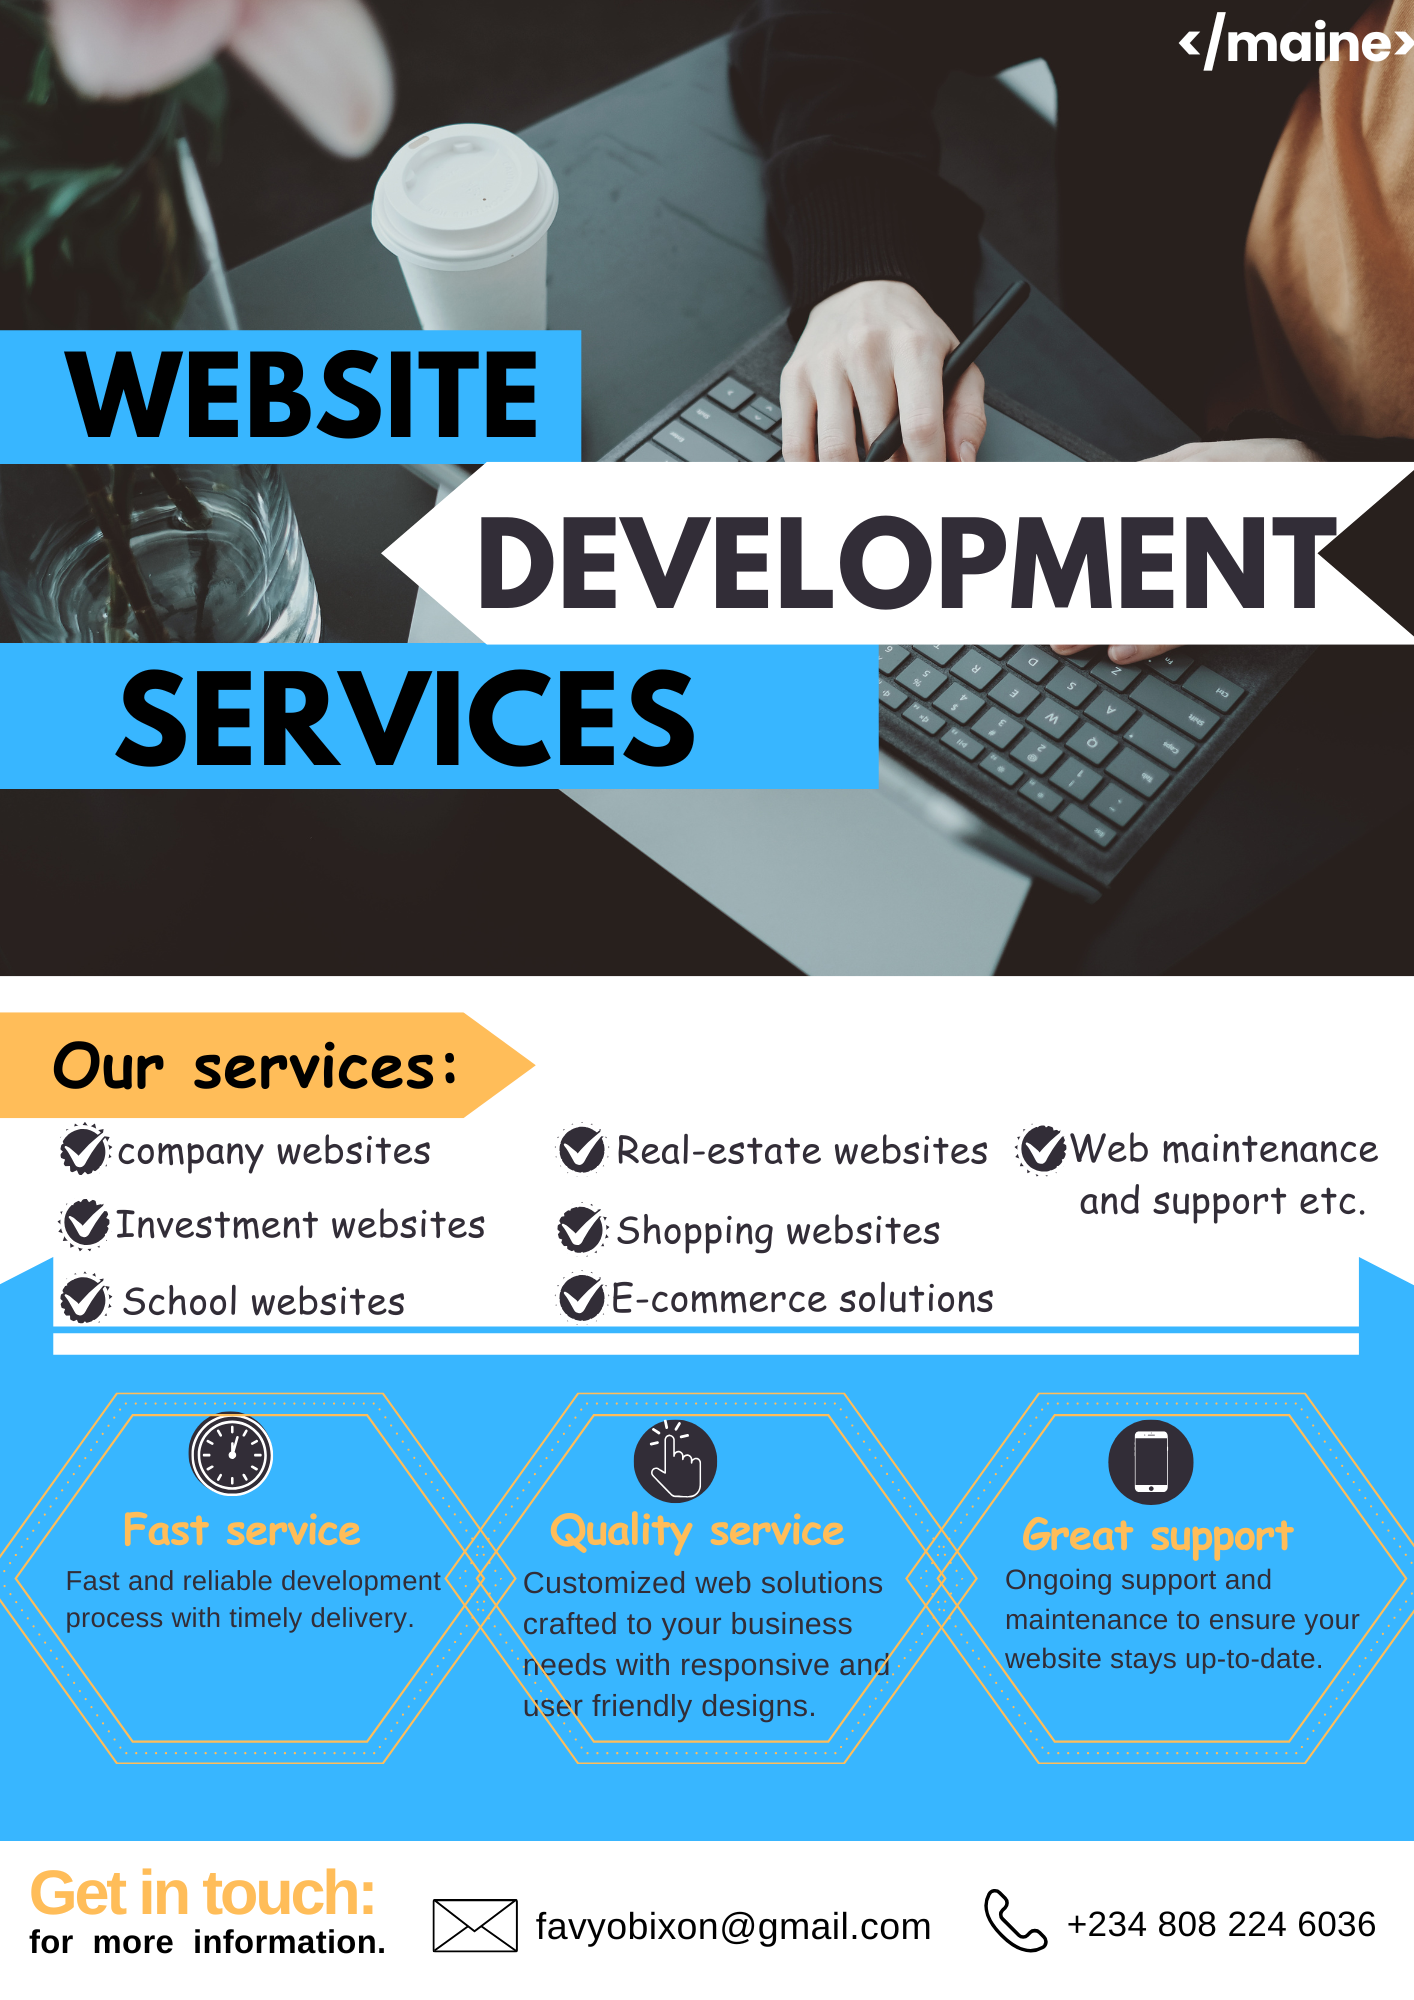 </maine>
WEBSITE
DEVELOPMENT
SERVICES
Our services:
company websites
Investment websites
School websites
Real-estate websites
Shopping websites
E-commerce solutions
Web maintenance
and support etc.
Fast service
Fast and reliable development
process with timely delivery.
Quality service
Customized web solutions
crafted to your business
needs with responsive and
user friendly designs.
Great support
Ongoing support and
maintenance to ensure your
website stays up-to-date.
Get in touch:
for more information.
favyobixon@gmail.com
+234 808 224 6036